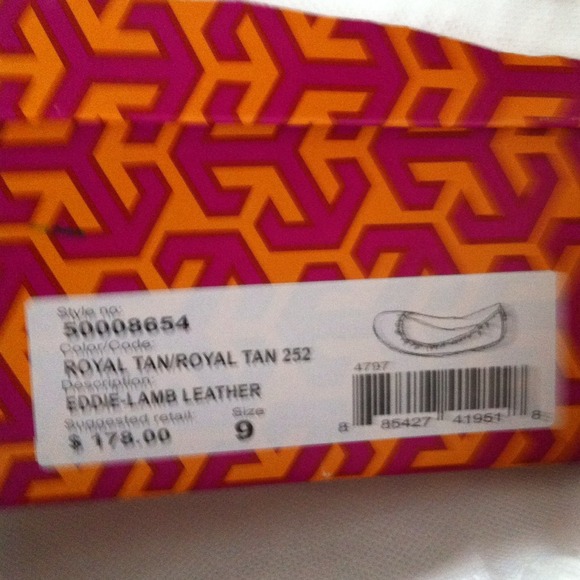 Style no:
50008654
Color/Code:
ROYAL TAN/ROYAL TAN 252
Description:
EDDIE-LAMB LEATHER
Suggested retail
$ 178.00
Size
9
4797
8 85427 41951 8